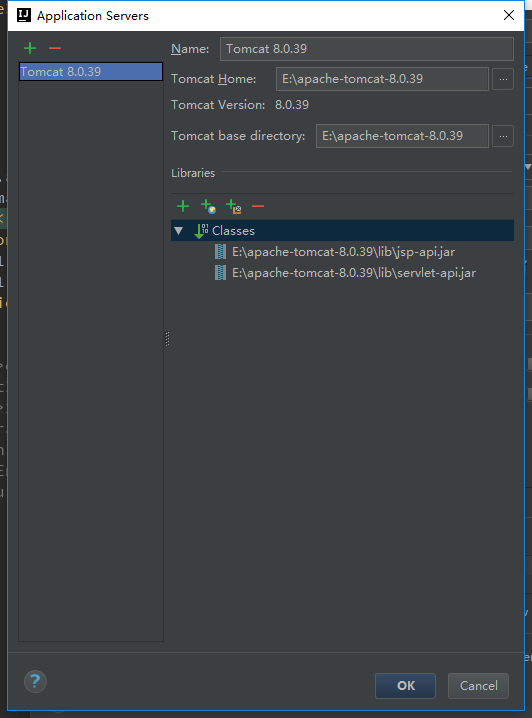 Application Servers
Name: Tomcat 8.0.39
Tomcat 8.0.39
Tomcat Home: E:\apache-tomcat-8.0.39 ...
Tomcat Version: 8.0.39
Tomcat base directory: E:\apache-tomcat-8.0.39 ...
Libraries
Classes
E:\apache-tomcat-8.0.39\lib\jsp-api.jar
E:\apache-tomcat-8.0.39\lib\servlet-api.jar
? OK Cancel